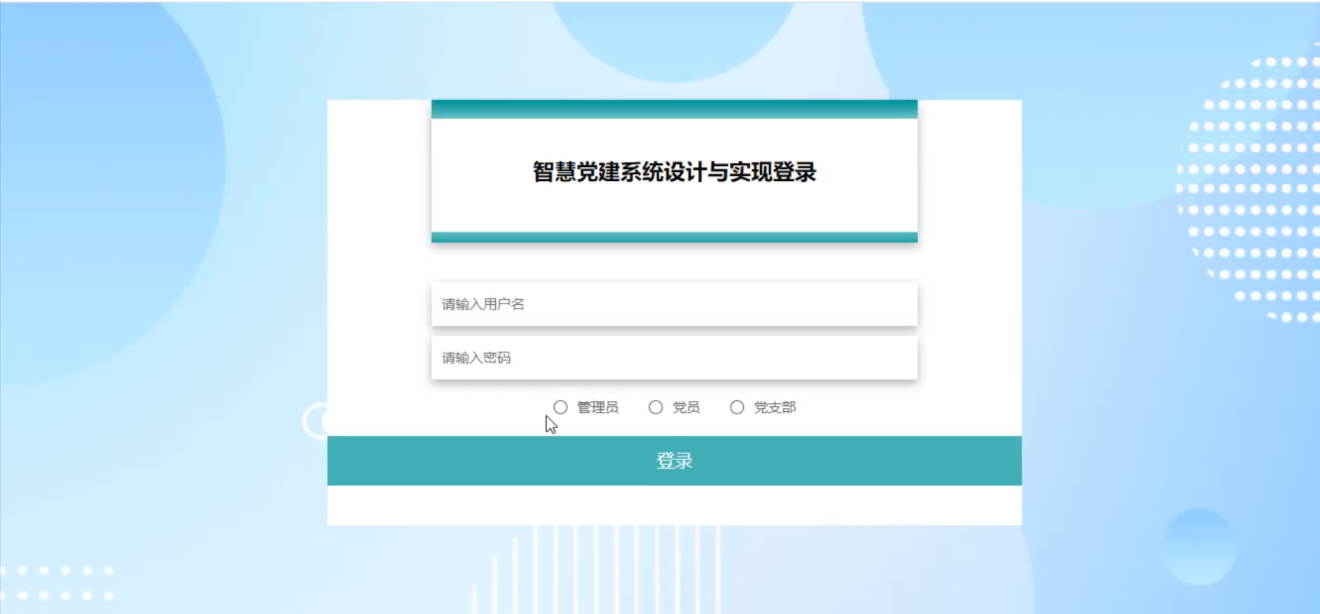 智慧党建系统设计与实现登录
请输入用户名
请输入密码
管理员 党员 党支部
登录